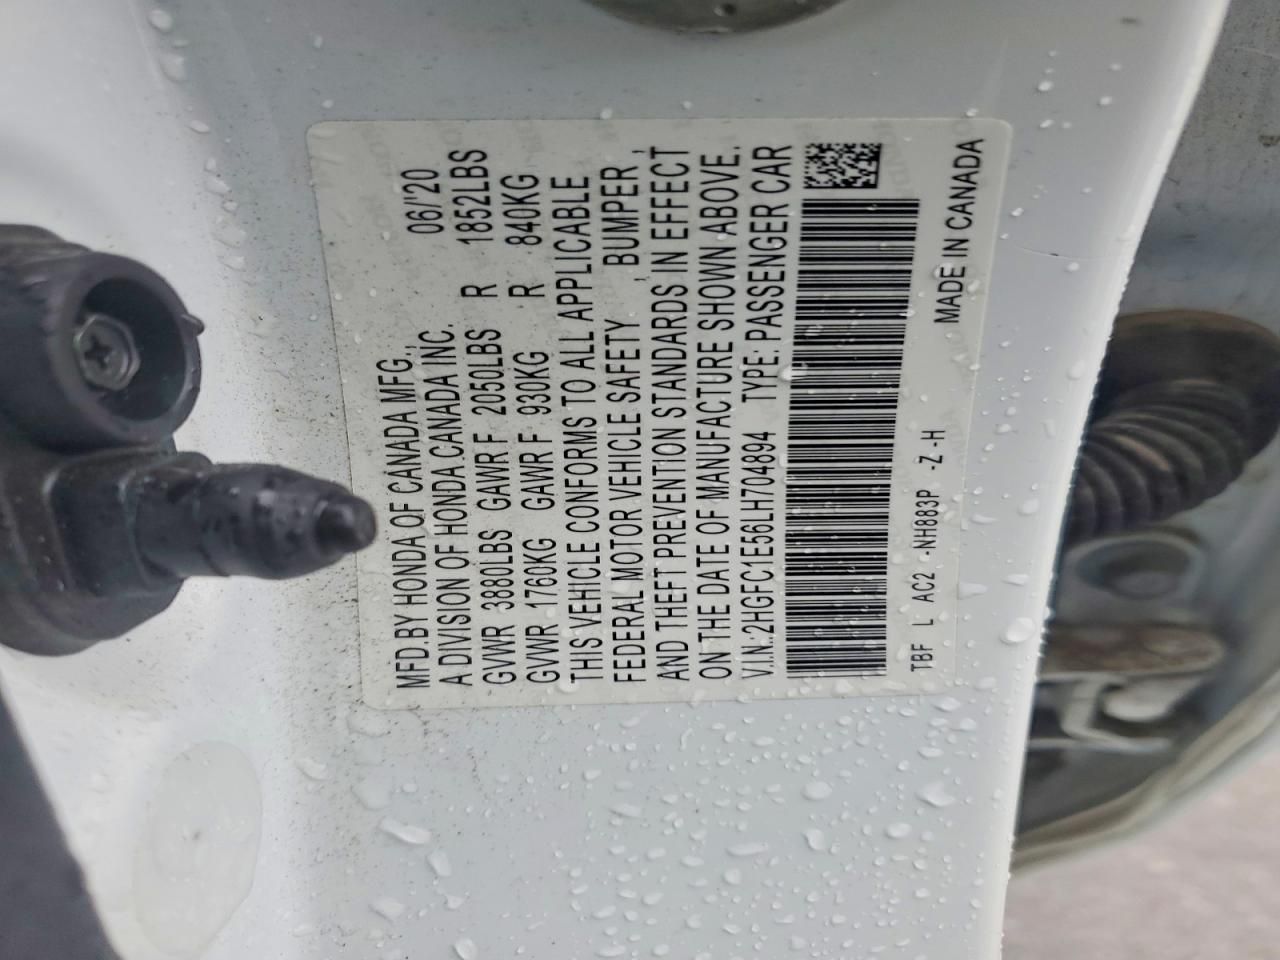 MFD.BY HONDA OF CANADA MFG., 06/'20
A DIVISION OF HONDA CANADA INC.
GVWR 3880LBS GAWR F 2050LBS R 1852LBS
GVWR 1760KG GAWR F 930KG R 840KG
THIS VEHICLE CONFORMS TO ALL APPLICABLE
FEDERAL MOTOR VEHICLE SAFETY , BUMPER ,
AND THEFT PREVENTION STANDARDS IN EFFECT
ON THE DATE OF MANUFACTURE SHOWN ABOVE.
V.I.N.:2HGFC1E56LH704894 TYPE: PASSENGER CAR
TBF L AC2 -NH883P -Z -H MADE IN CANADA